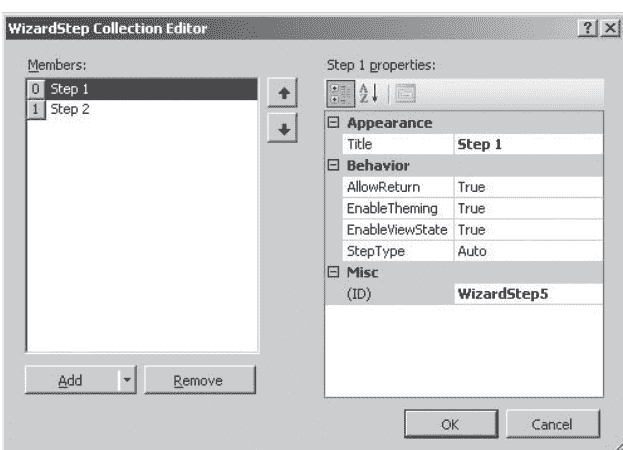 WizardStep Collection Editor
? X
Members:
0 Step 1
1 Step 2
Add
Remove
Step 1 properties:
A Z
Appearance
Title Step 1
Behavior
AllowReturn True
EnableTheming True
EnableViewState True
StepType Auto
Misc
(ID) WizardStep5
OK
Cancel